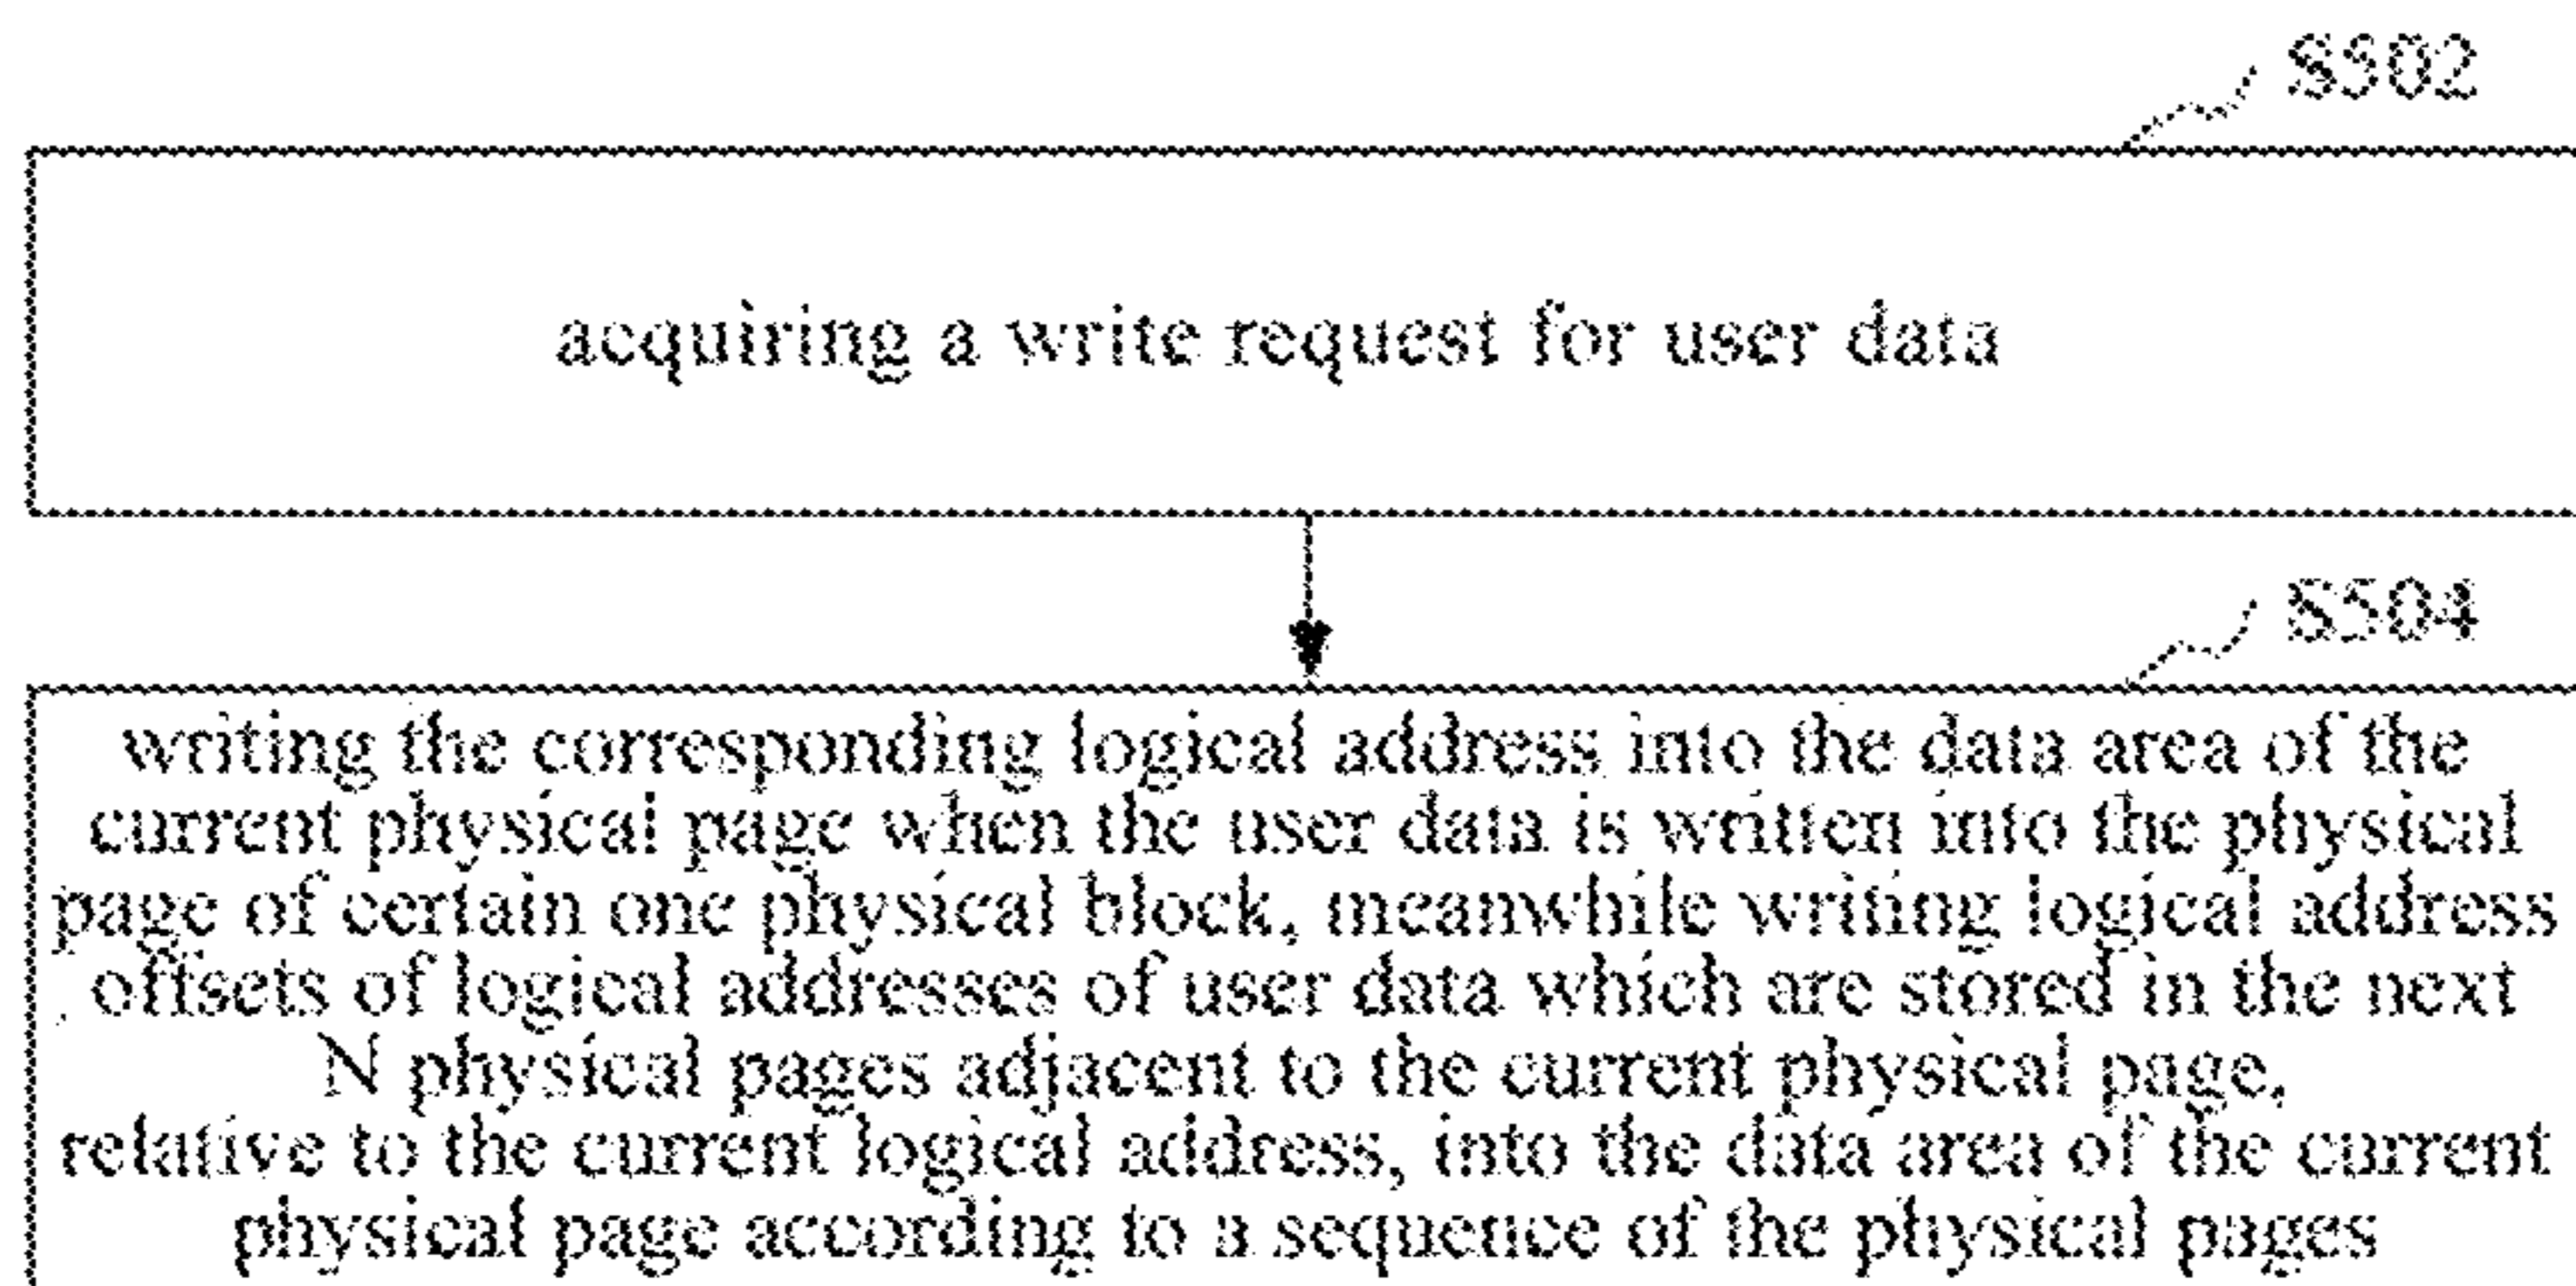 S502
acquiring a write request for user data
S504
writing the corresponding logical address into the data area of the
current physical page when the user data is written into the physical
page of certain one physical block, meanwhile writing logical address
offsets of logical addresses of user data which are stored in the next
N physical pages adjacent to the current physical page,
relative to the current logical address, into the data area of the current
physical page according to a sequence of the physical pages